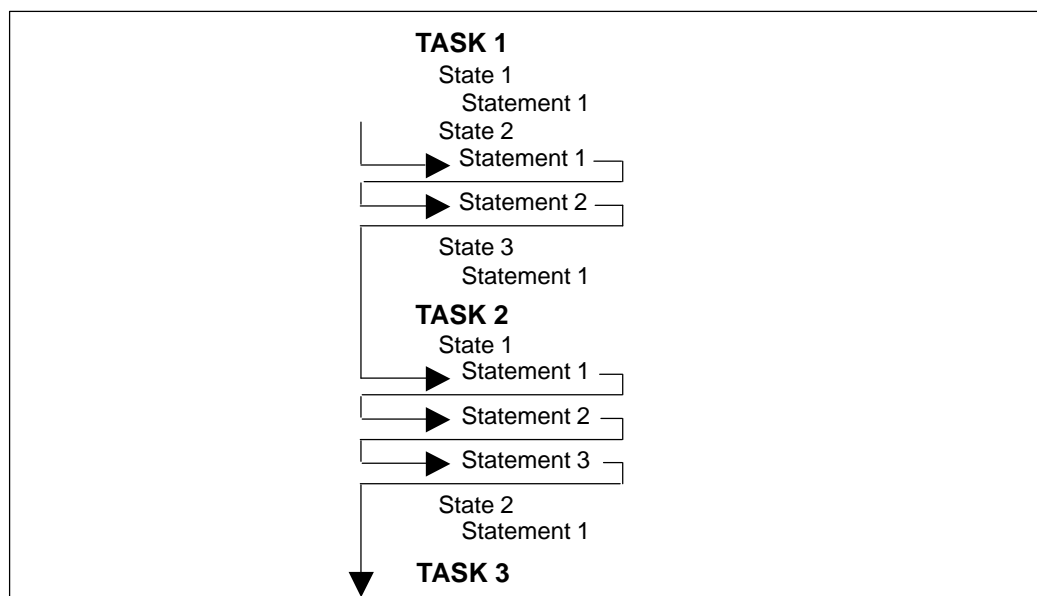 TASK 1
State 1
Statement 1
State 2
Statement 1
Statement 2
State 3
Statement 1
TASK 2
State 1
Statement 1
Statement 2
Statement 3
State 2
Statement 1
TASK 3